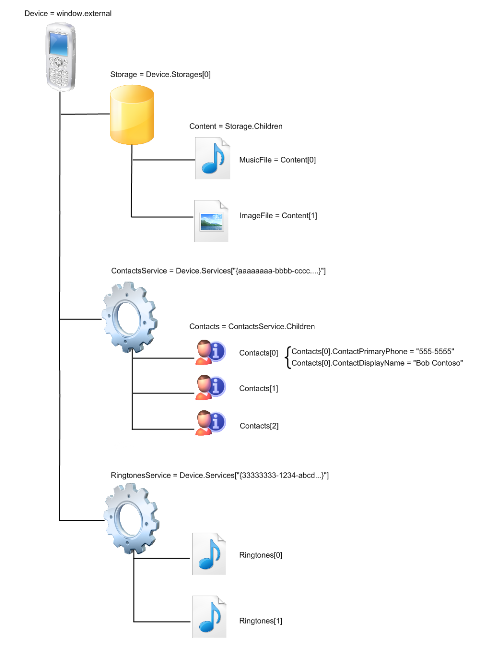 Device = window.external
Storage = Device.Storages[0]
Content = Storage.Children
MusicFile = Content[0]
ImageFile = Content[1]
ContactsService = Device.Services["{aaaaaaaa-bbbb-cccc,...}"]
Contacts = ContactsService.Children
Contacts[0]
Contacts[0].ContactPrimaryPhone = "555-5555"
Contacts[0].ContactDisplayName = "Bob Contoso"
Contacts[1]
Contacts[2]
RingtonesService = Device.Services["{33333333-1234-abcd...}"]
Ringtones[0]
Ringtones[1]